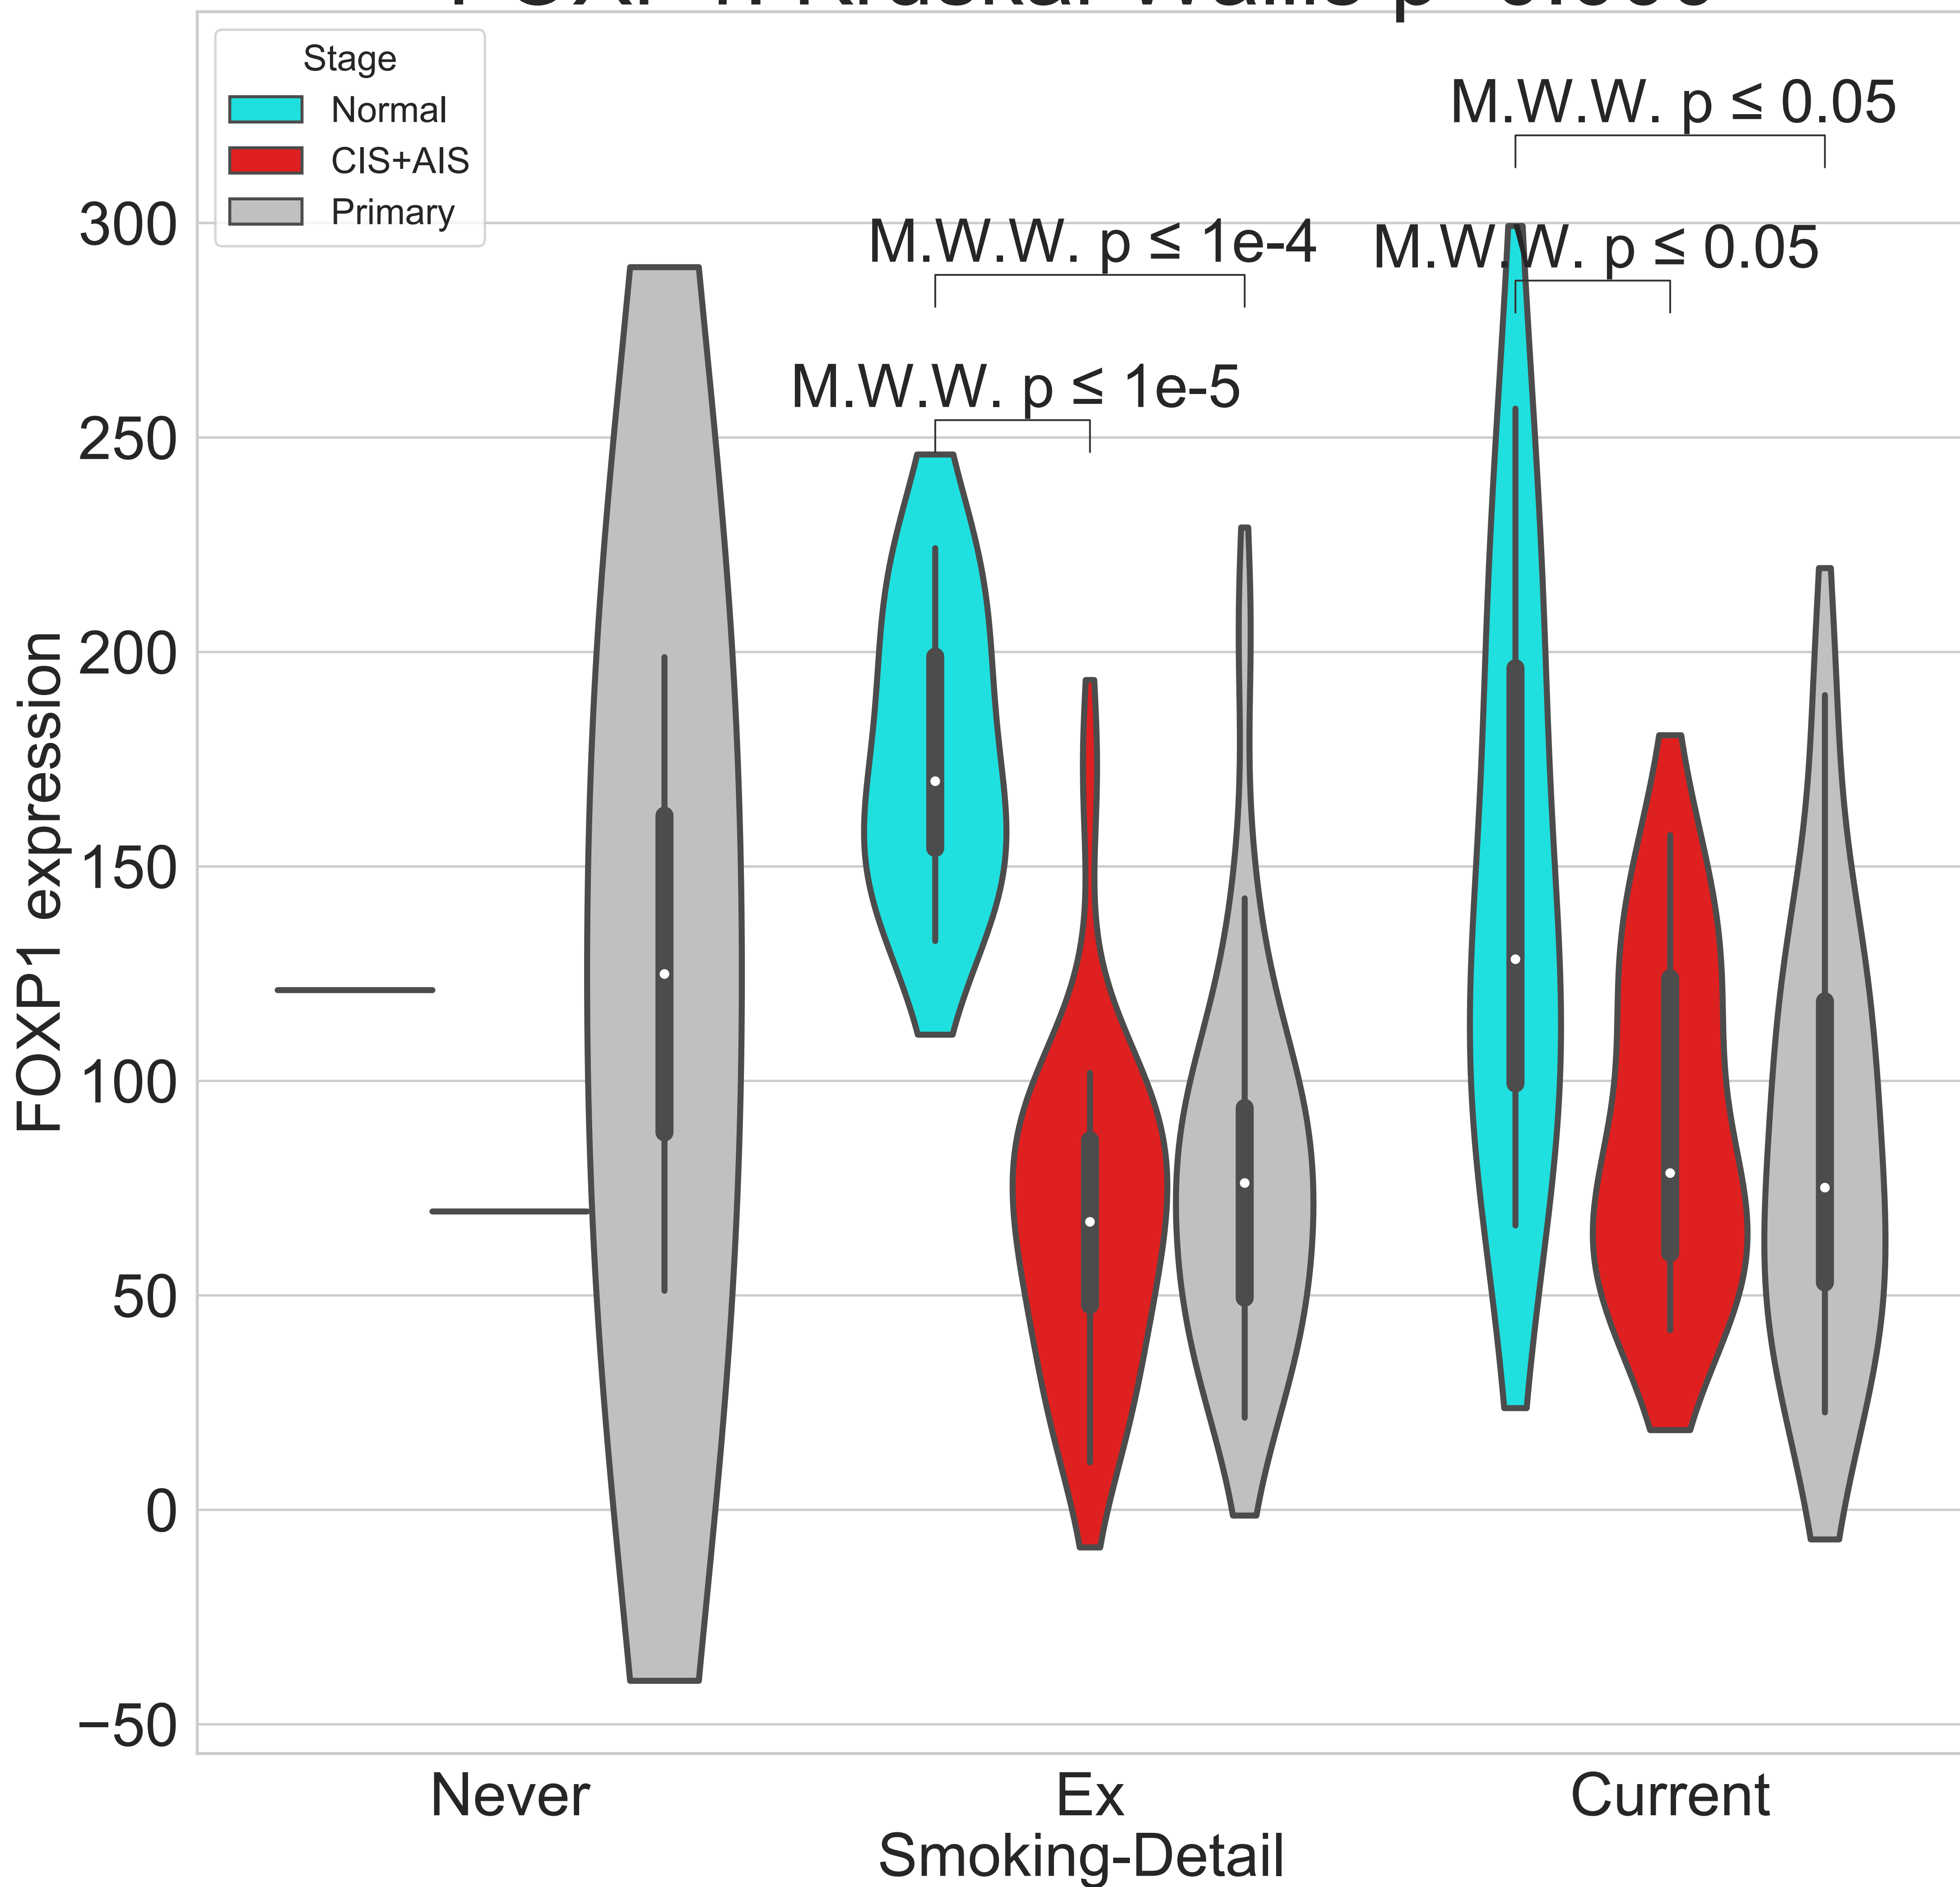 Stage
Normal
CIS+AIS
Primary
M.W.W. p ≤ 0.05
M.W.W. p ≤ 1e-4
M.W.W. p ≤ 0.05
M.W.W. p ≤ 1e-5
FOXP1 expression
300
250
200
150
100
50
0
−50
Never
Ex
Current
Smoking-Detail